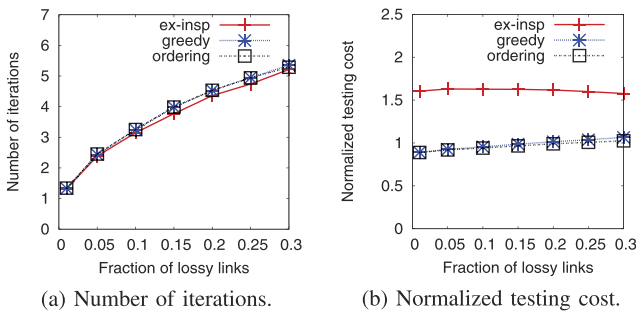 Number of iterations
7
6
5
4
3
2
1
0
ex-insp
greedy
ordering
0 0.05 0.1 0.15 0.2 0.25 0.3
Fraction of lossy links
(a) Number of iterations.
Normalized testing cost
2.5
2
1.5
1
0.5
0
ex-insp
greedy
ordering
0 0.05 0.1 0.15 0.2 0.25 0.3
Fraction of lossy links
(b) Normalized testing cost.